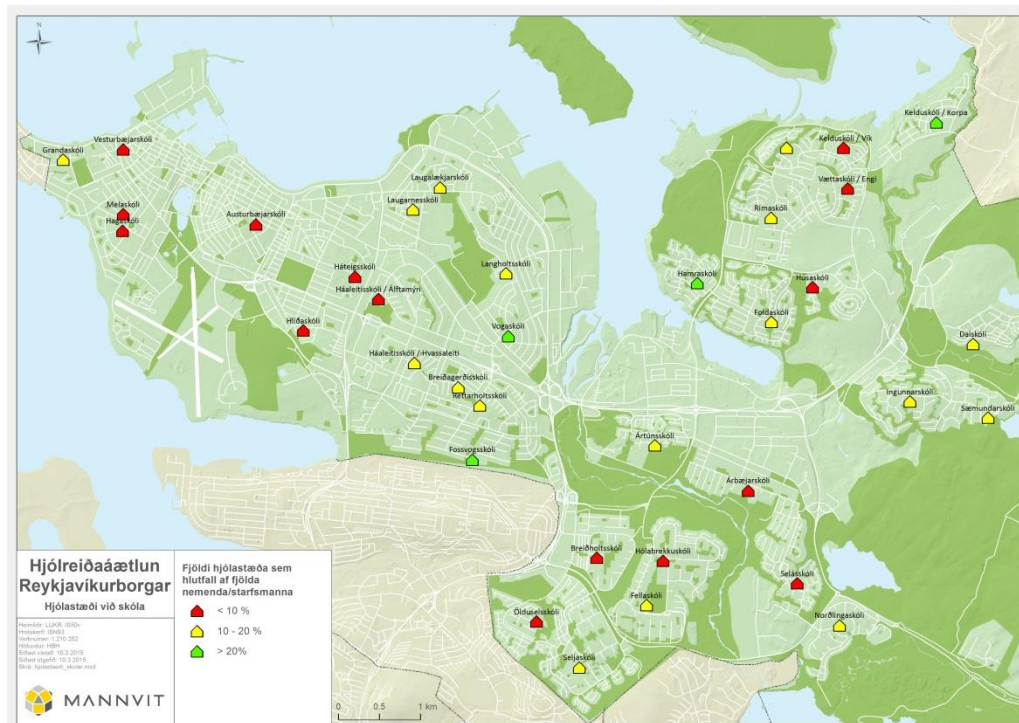 N
Kelduskóli / Korpa
Vesturbæjarskóli
Kelduskóli / Vík
Grandaskóli
Laugalækjarskóli
Vættaskóli / Engi
Laugarnesskóli
Melaskóli
Hagaskóli
Austurbæjarskóli
Rimaskóli
Háteigsskóli
Langholtsskóli
Hamraskóli
Húsaskóli
Háaleitisskóli / Álftamýri
Hlíðaskóli
Foldaskóli
Vogaskóli
Dalskóli
Háaleitisskóli / Hvassaleiti
Breiðagerðisskóli
Réttarholtsskóli
Ingunnarskóli
Sæmundarskóli
Ártúnsskóli
Fossvogsskóli
Árbæjarskóli
Breiðholtsskóli
Hólabrekkuskóli
Selásskóli
Fellaskóli
Ölduselsskóli
Norðlingaskóli
Seljaskóli
Hjólreiðaáætlun
Reykjavíkurborgar
Hjólastæði við skóla
Fjöldi hjólastæða sem
hlutfall af fjölda
nemenda/starfsmanna
< 10 %
10 - 20 %
> 20%
MANNVIT
0 0.5 1 km